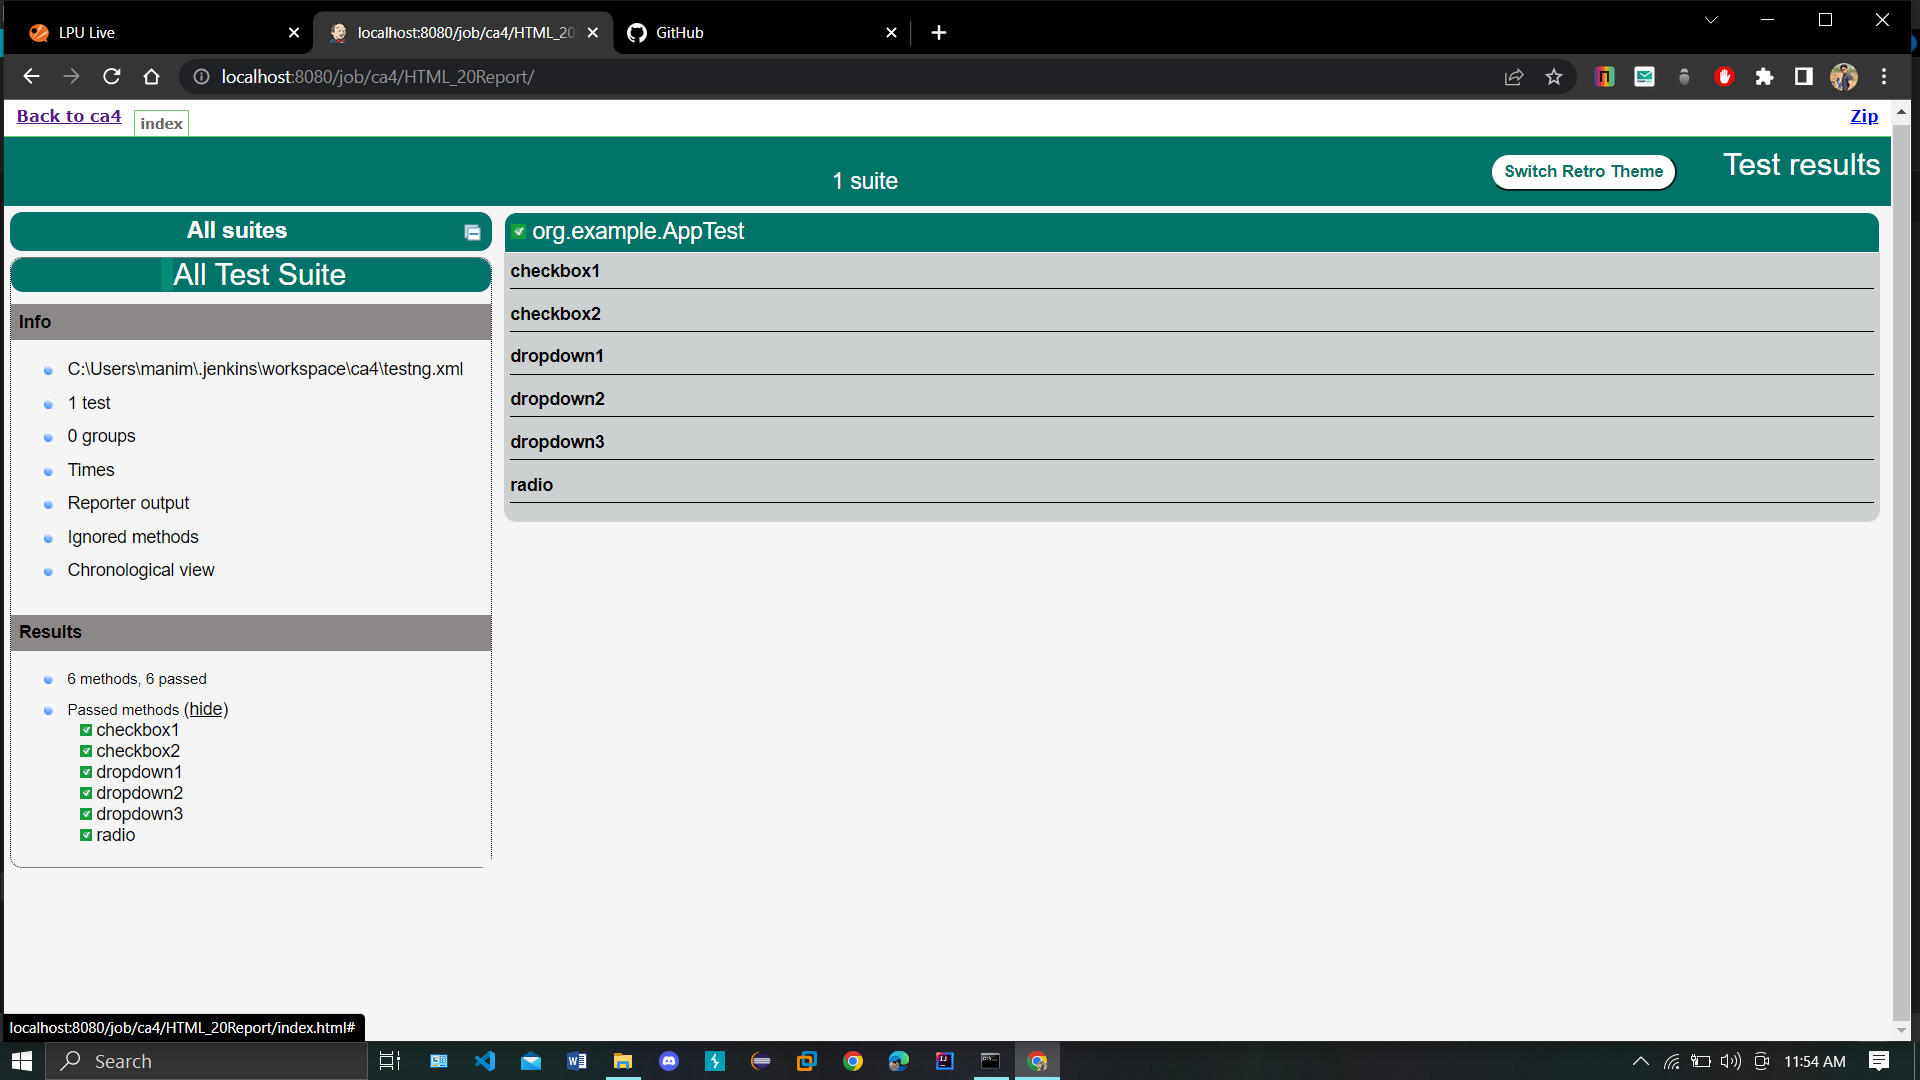 LPU Live
localhost:8080/job/ca4/HTML_20
GitHub
localhost:8080/job/ca4/HTML_20Report/
Back to ca4
index
Zip
1 suite
Switch Retro Theme
Test results
All suites
All Test Suite
Info
C:\Users\manim\.jenkins\workspace\ca4\testng.xml
1 test
0 groups
Times
Reporter output
Ignored methods
Chronological view
Results
6 methods, 6 passed
Passed methods (hide)
checkbox1
checkbox2
dropdown1
dropdown2
dropdown3
radio
org.example.AppTest
checkbox1
checkbox2
dropdown1
dropdown2
dropdown3
radio
localhost:8080/job/ca4/HTML_20Report/index.html#
Search
11:54 AM